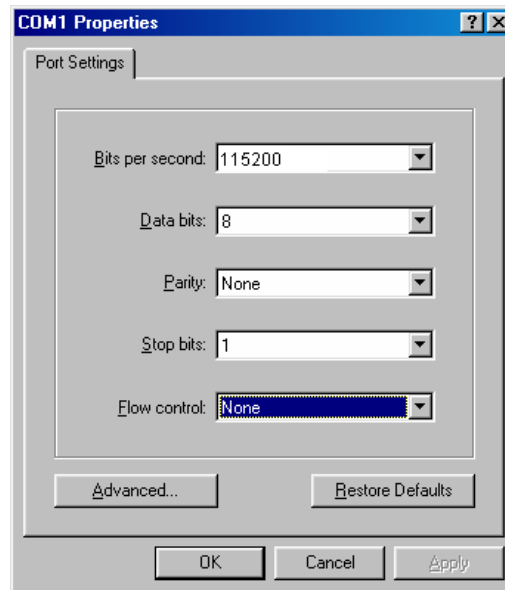 COM1 Properties
Port Settings
Bits per second: 115200
Data bits: 8
Parity: None
Stop bits: 1
Flow control: None
Advanced... Restore Defaults
OK Cancel Apply